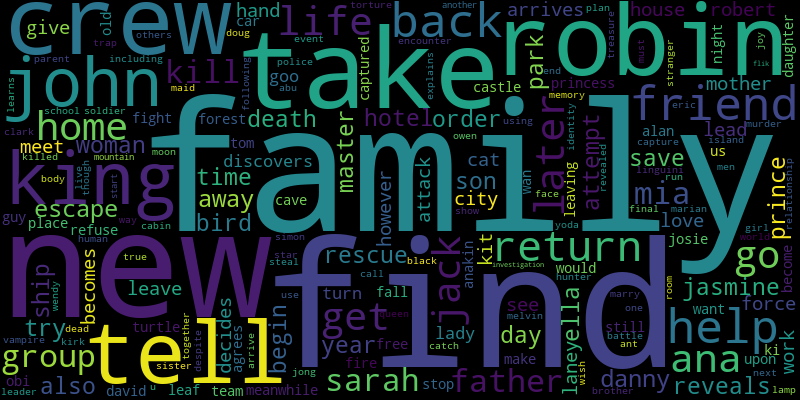 crew
life
back
hand
arrives
house
robert
torture
another
plan
doug
trap
others
give
old
car
event
encounter
treasure
must
flik
joy
daughter
parent
including
john
take
robin
kill
police
explains
captured
park
night
stranger
learns
school
soldier
maid
goo
abu
following
castle
princess
end
mother
friend
home
fight
forest
death
hotel
order
master
memory
eric
murder
clark
meet
woman
moon
tom
discovers
cat
owen
using
alan
lead
island
killed
mountain
family
later
attempt
identity
revealed
save
us
capture
king
body
live
though
start
time
cave
attack
son
wan
leaving
linguini
men
run
prince
relationship
guy
escape
away
city
face
mia
final
marian
way
place
refuse
cabin
bird
however
show
yoda
love
girl
world
new
find
human
simon
rescue
jack
kit
return
josie
go
become
true
star
steal
black
anakin
investigation
would
jasmine
ship
wendy
becomes
leave
call
hunter
room
force
use
turn
fall
queen
lady
get
see
marry
one
want
try
dead
turtle
decides
begin
melvin
still
battle
help
vampire
kirk
sister
together
despite
agrees
arrive
year
free
catch
day
wish
ant
laneyella
ana
upon
ki
work
group
tell
fire
make
obi
also
david
u
leaf
team
meanwhile
jong
sarah
stop
father
danny
brother
reveals
next
lamp
leader